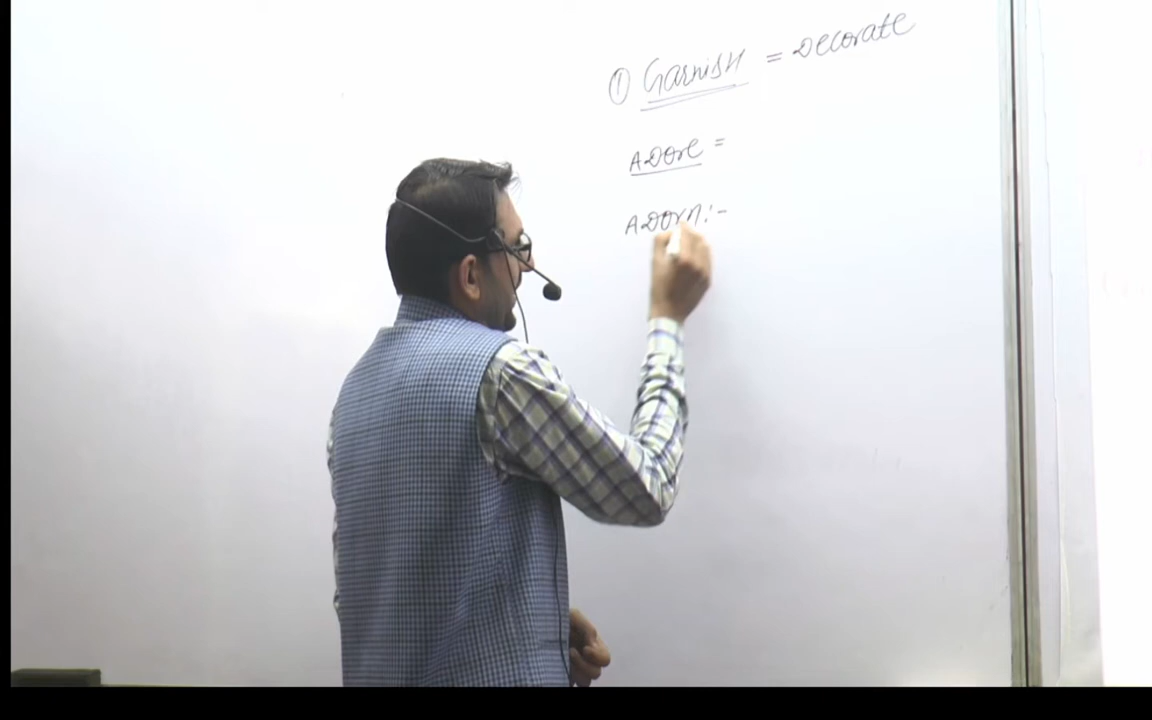 ① Garnish = Decorate
Adore =
Adorn :-